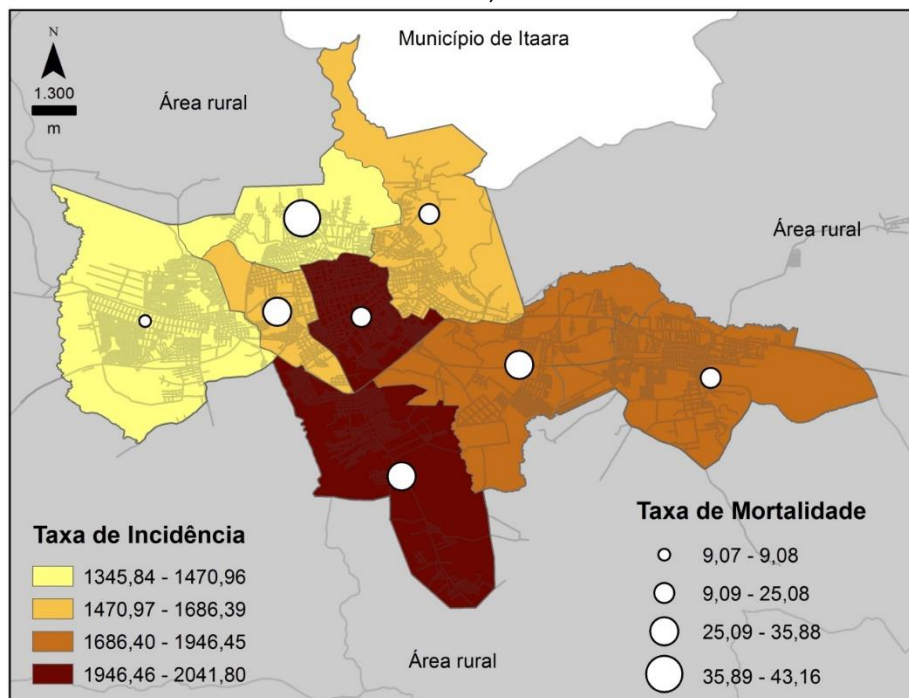 Município de Itaara
N
1.300
m
Área rural
Área rural
Taxa de Incidência
1345,84 - 1470,96
1470,97 - 1686,39
1686,40 - 1946,45
1946,46 - 2041,80
Área rural
Taxa de Mortalidade
9,07 - 9,08
9,09 - 25,08
25,09 - 35,88
35,89 - 43,16